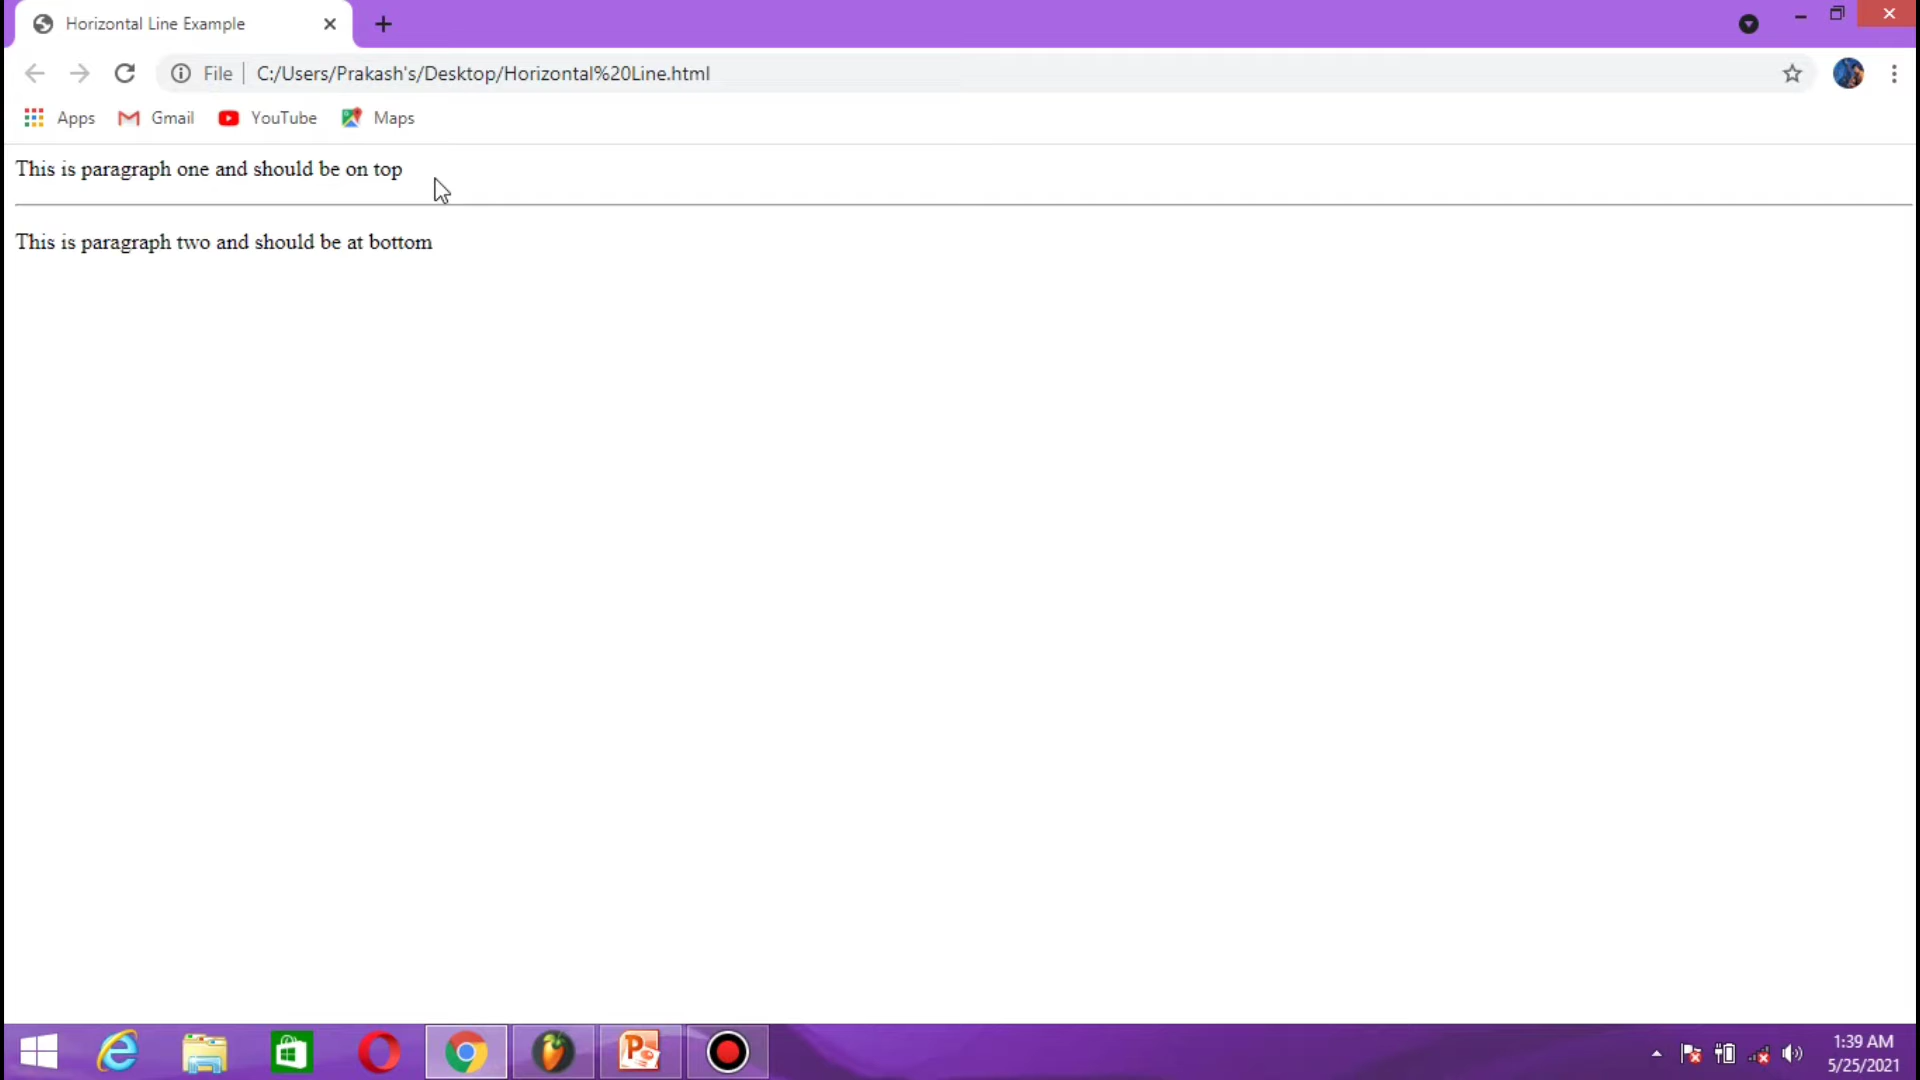 Horizontal Line Example
File C:/Users/Prakash's/Desktop/Horizontal%20Line.html
Apps Gmail YouTube Maps
This is paragraph one and should be on top
This is paragraph two and should be at bottom
1:39 AM
5/25/2021